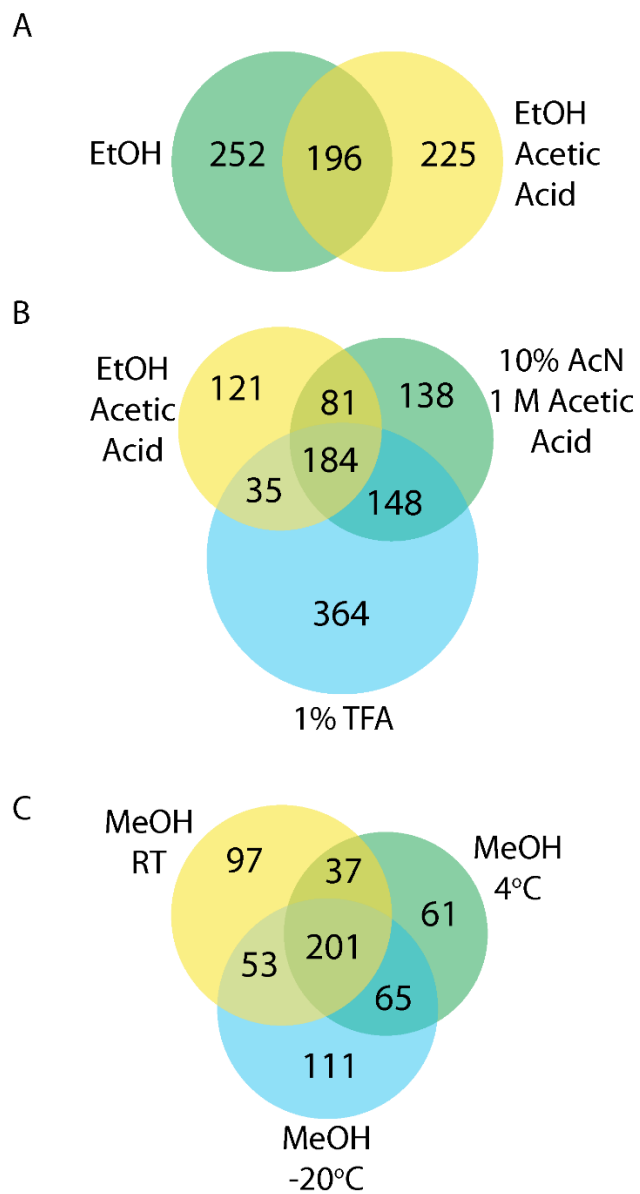 A
EtOH
252
196
225
EtOH
Acetic
Acid
B
EtOH
Acetic
Acid
121
81
138
10% AcN
1 M Acetic
Acid
184
35
148
364
1% TFA
C
MeOH
RT
97
37
61
MeOH
4°C
201
53
65
111
MeOH
-20°C